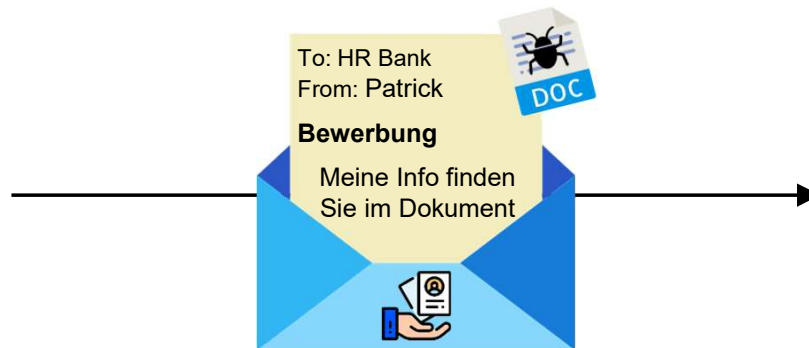 To: HR Bank
From: Patrick
DOC
Bewerbung
Meine Info finden
Sie im Dokument